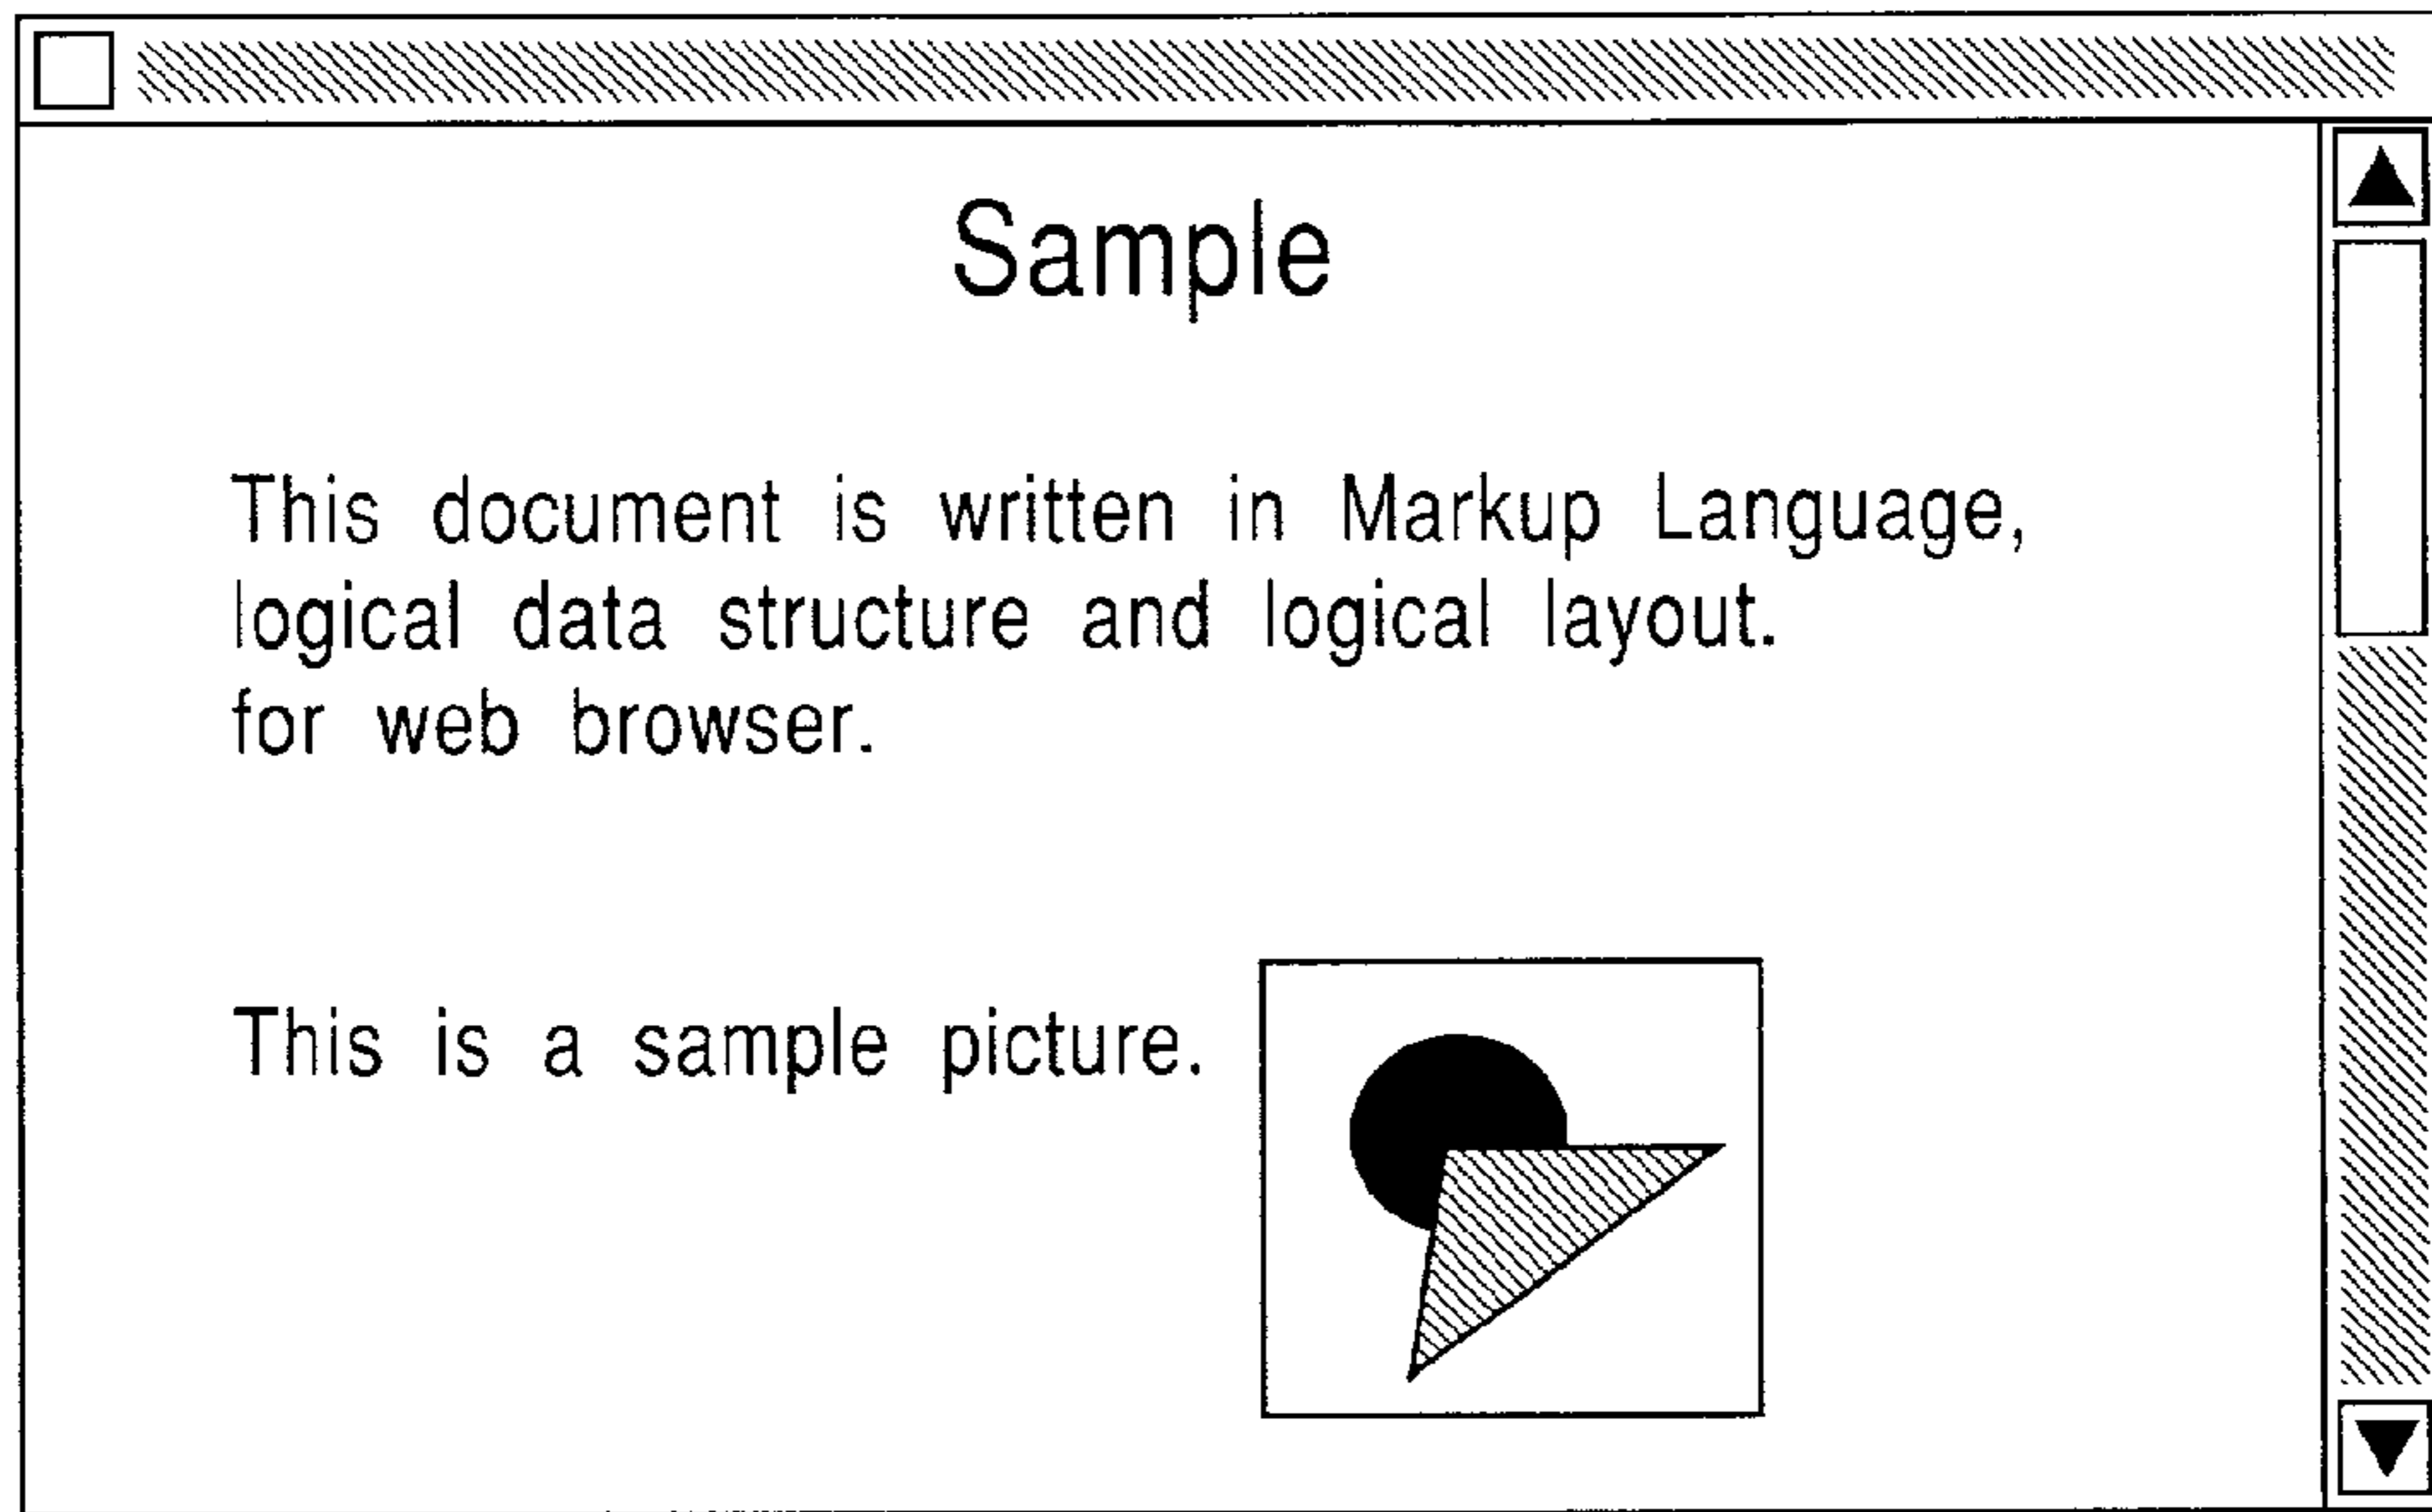 Sample
This document is written in Markup Language,
logical data structure and logical layout.
for web browser.
This is a sample picture.